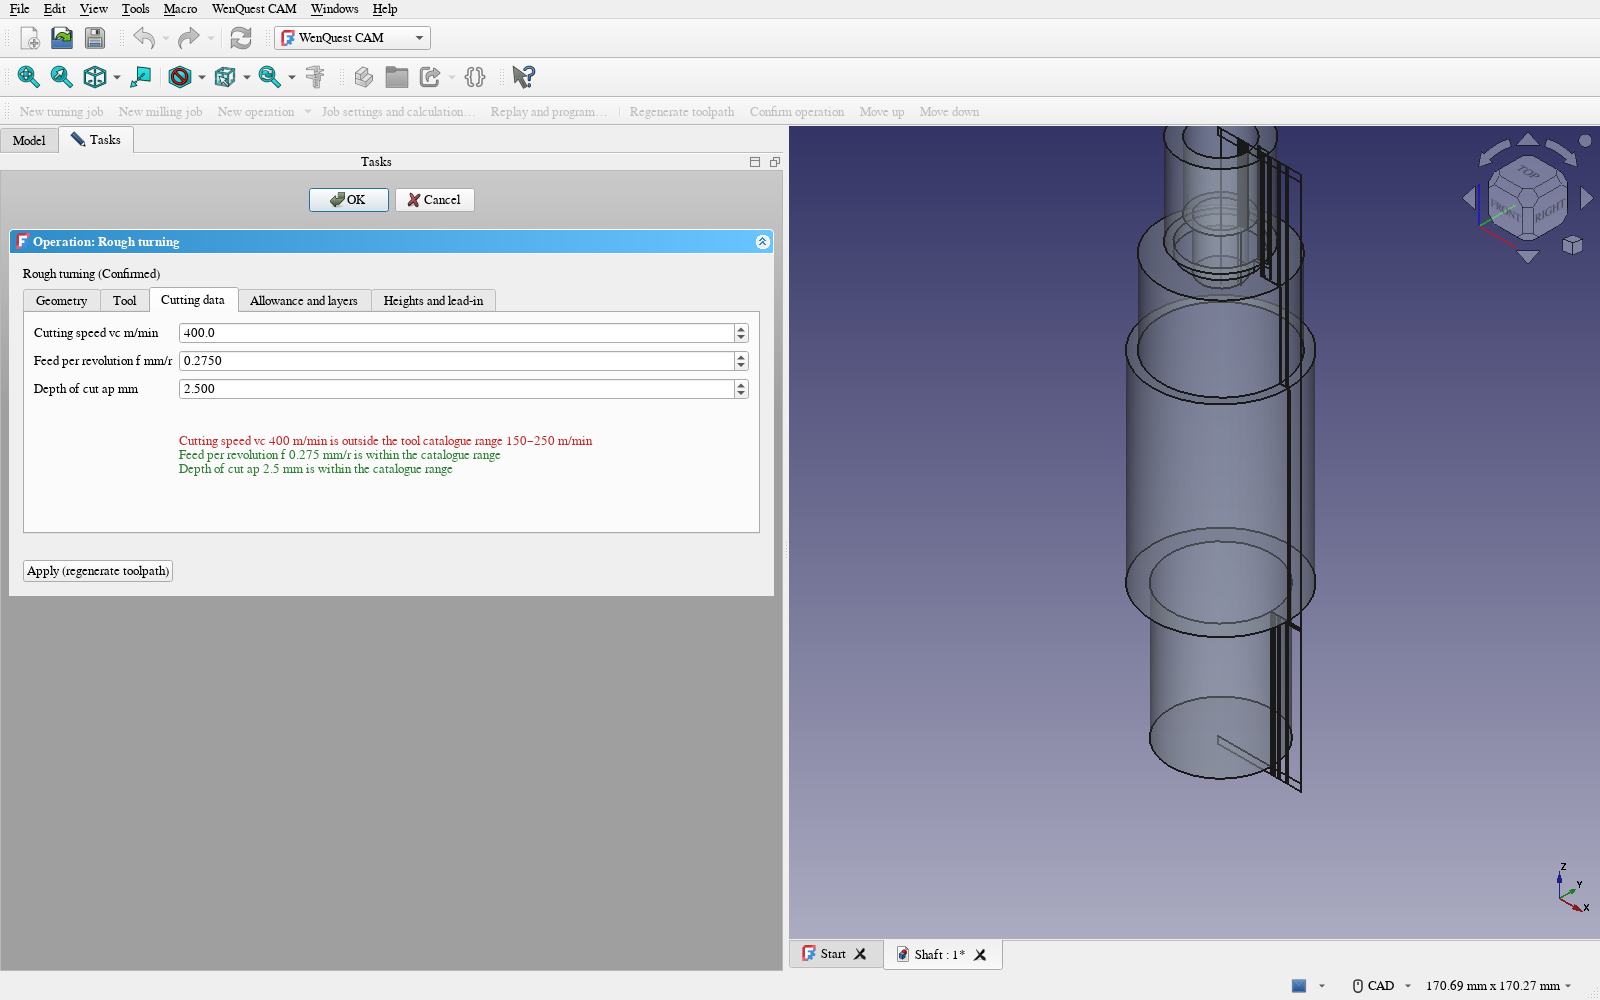 File Edit View Tools Macro WenQuest CAM Windows Help
WenQuest CAM
New turning job New milling job New operation Job settings and calculation... Replay and program... Regenerate toolpath Confirm operation Move up Move down
Model Tasks
Tasks
OK Cancel
Operation: Rough turning
Rough turning (Confirmed)
Geometry Tool Cutting data Allowance and layers Heights and lead-in
Cutting speed vc m/min 400.0
Feed per revolution f mm/r 0.2750
Depth of cut ap mm 2.500
Cutting speed vc 400 m/min is outside the tool catalogue range 150–250 m/min
Feed per revolution f 0.275 mm/r is within the catalogue range
Depth of cut ap 2.5 mm is within the catalogue range
Apply (regenerate toolpath)
TOP
FRONT RIGHT
Z
Y
X
Start Shaft : 1*
CAD 170.69 mm x 170.27 mm